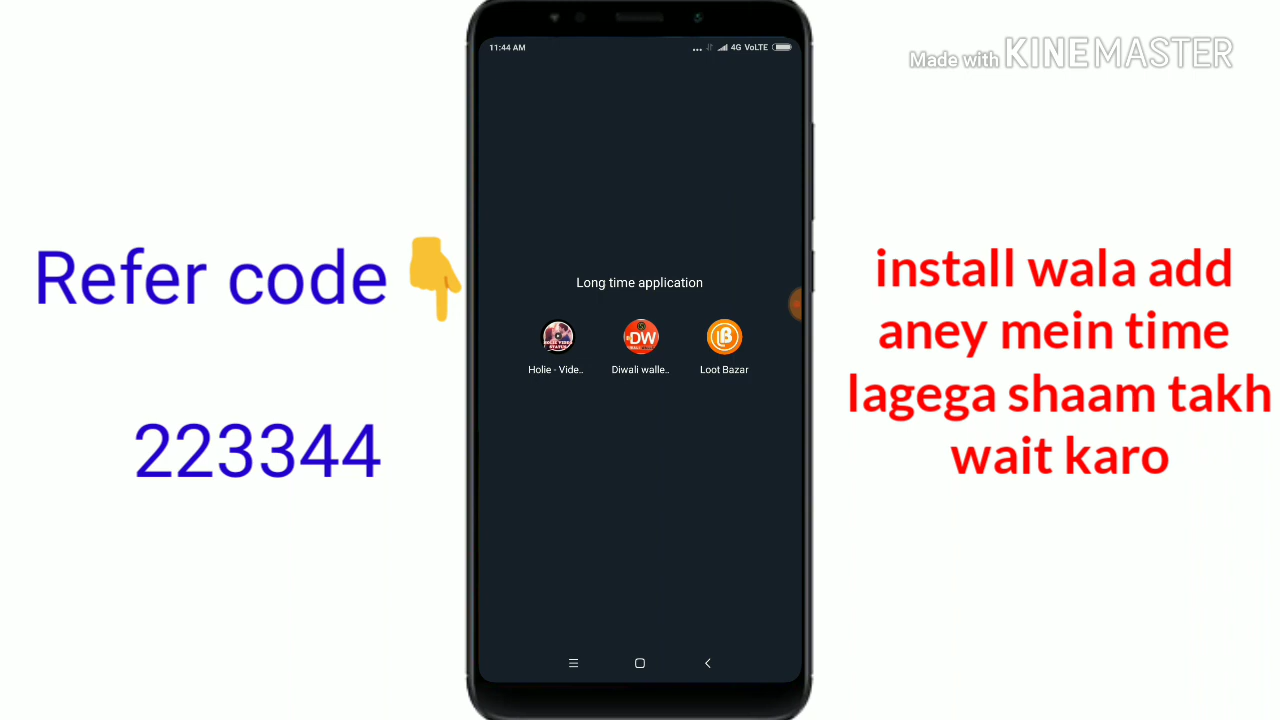 11:44 AM
4G VoLTE
Made with KINEMASTER
Refer code
223344
Long time application
Holie - Vide..
Diwali walle..
Loot Bazar
DW
install wala add
aney mein time
lagega shaam takh
wait karo